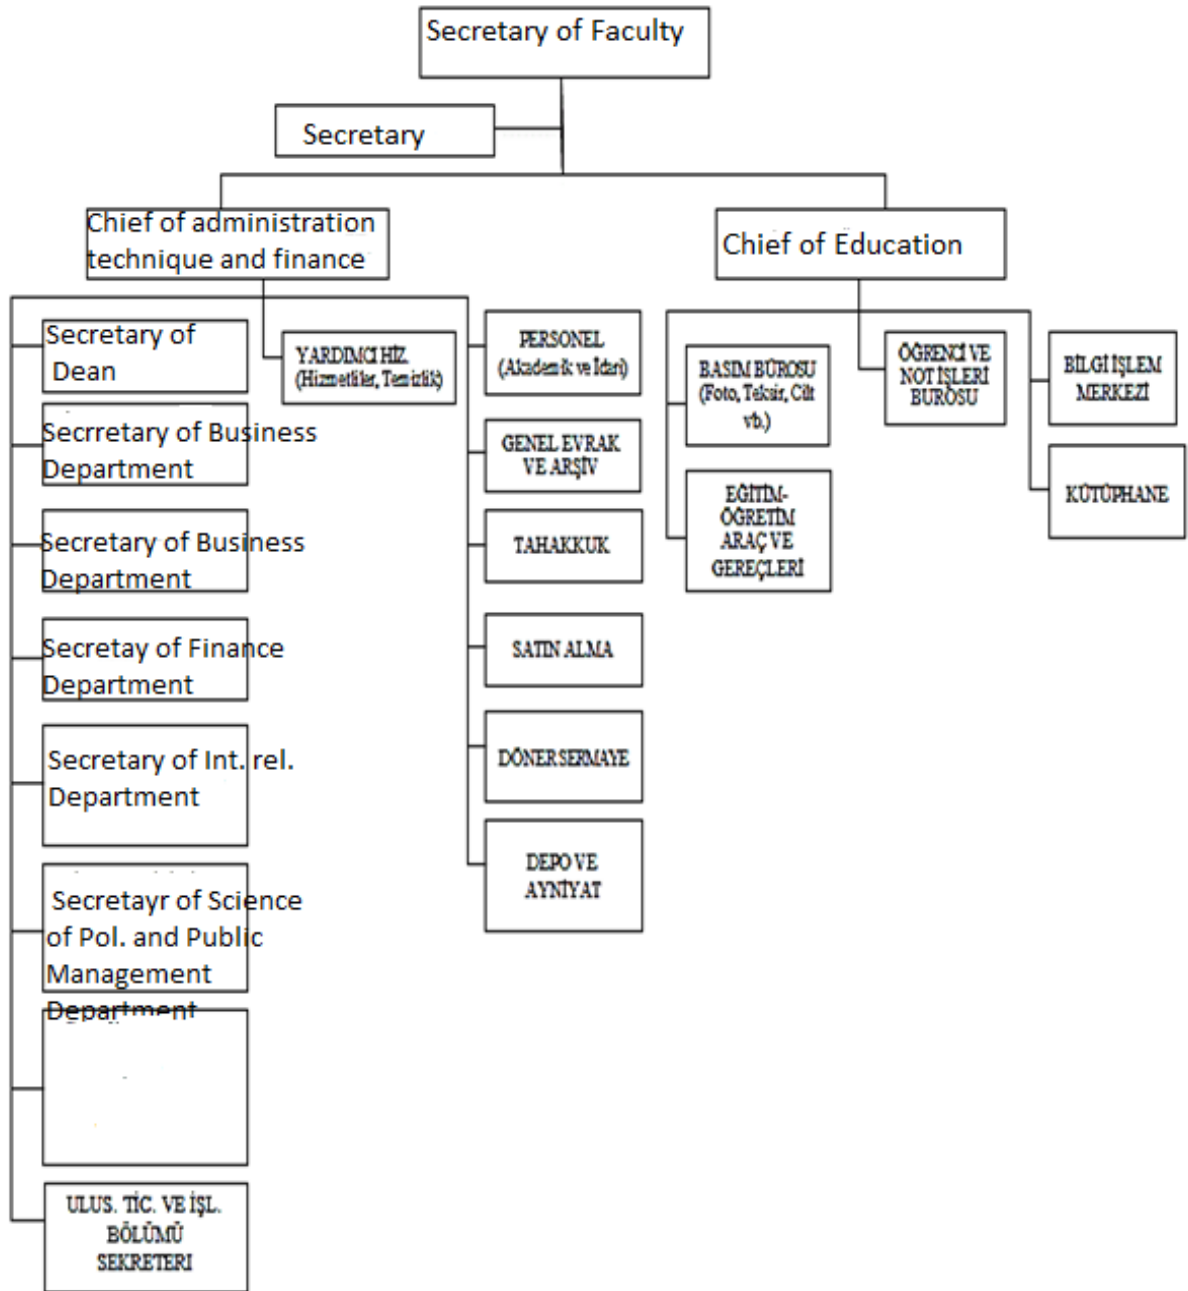 Secretary of Faculty
Secretary
Chief of administration
technique and finance
Chief of Education
Secretary of
Dean
Secrretary of Business
Department
Secretary of Business
Department
Secretay of Finance
Department
Secretary of Int. rel.
Department
Secretayr of Science
of Pol. and Public
Management
Department
ULUS. TİC. VE İŞL.
BÖLÜMÜ
SEKRETERI
YARDIMCI HİZ.
(Hizmetliler, Temizlik)
PERSONEL
(Akademik ve İdari)
GENEL EVRAK
VE ARŞİV
TAHAKKUK
SATIN ALMA
DÖNER SERMAYE
DEPO VE
AYNİYAT
BASIM BÜROSU
(Foto, Teksir, Cilt
vb.)
EĞİTİM-
ÖĞRETİM
ARAÇ VE
GEREÇLERİ
ÖĞRENCİ VE
NOT İŞLERİ
BUROSU
BİLGİ İŞLEM
MERKEZİ
KÜTÜPHANE